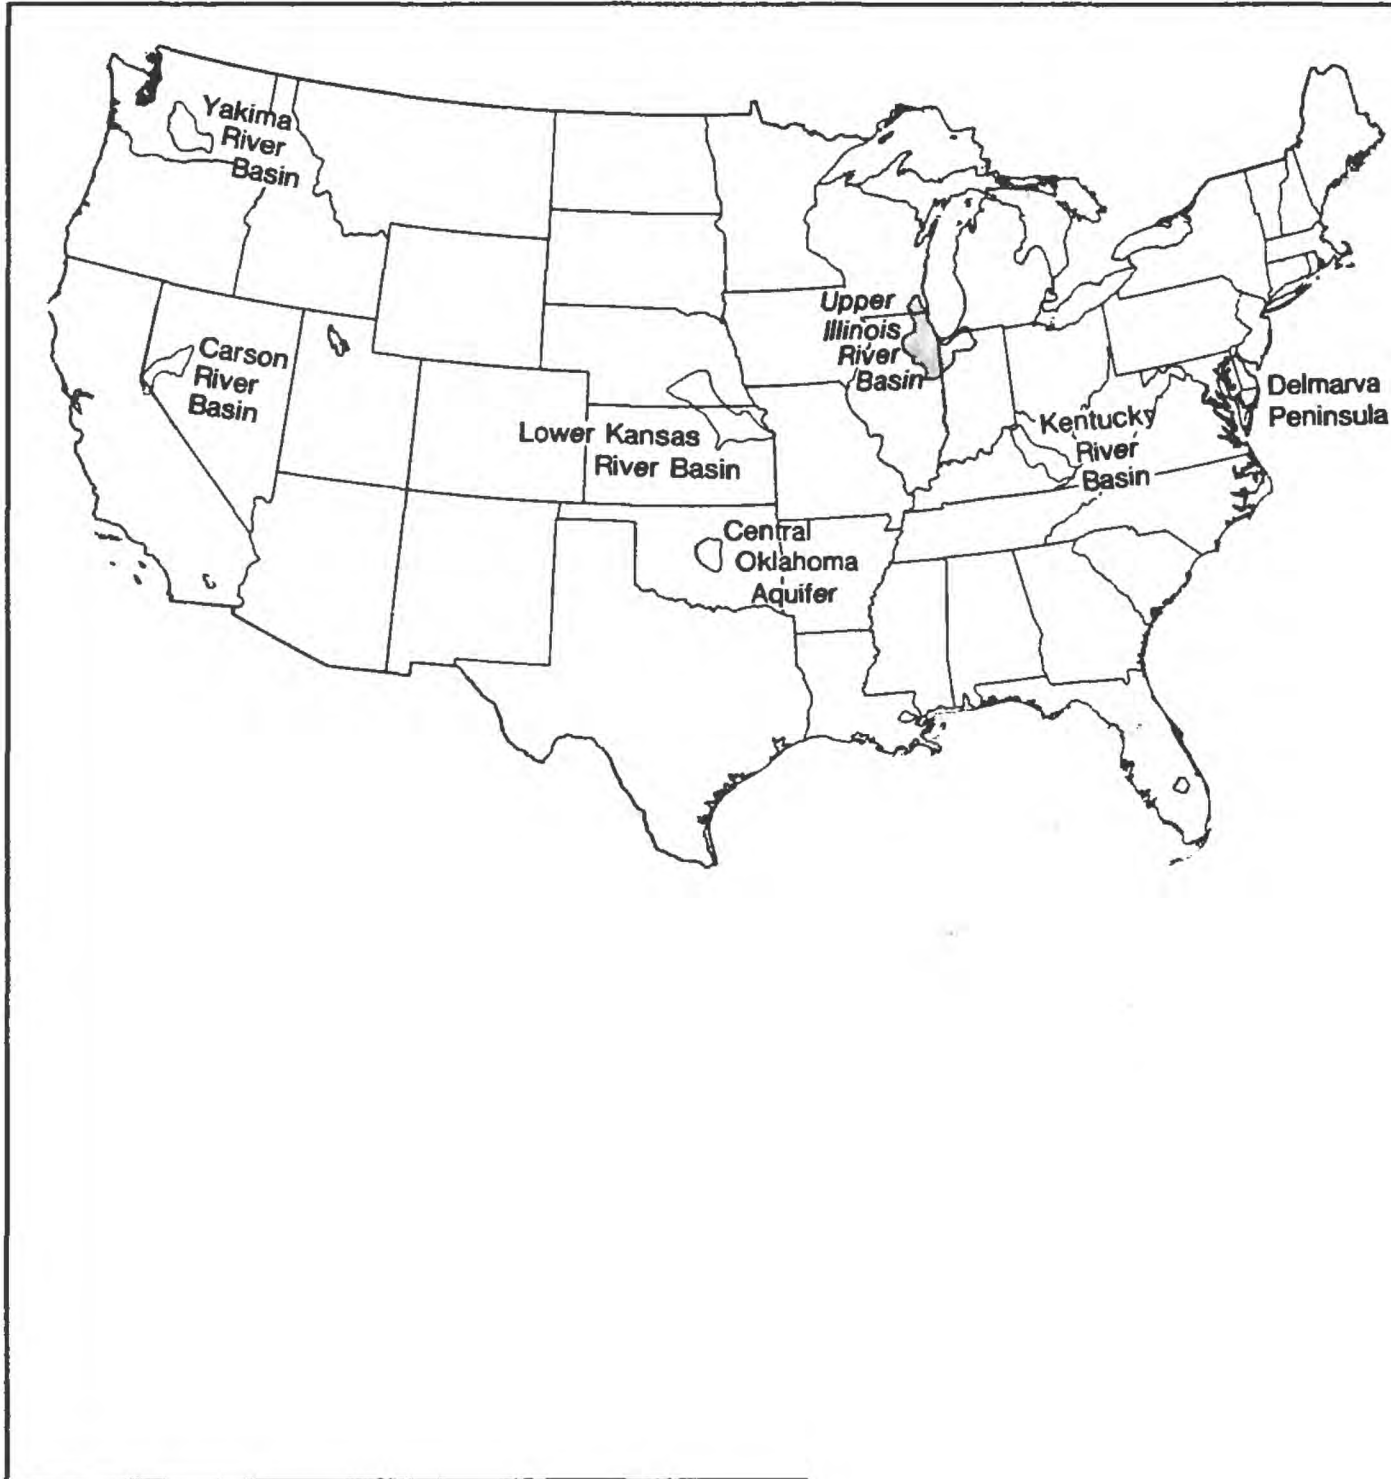 Yakima
River
Basin
Carson
River
Basin
Lower Kansas
River Basin
Central
Oklahoma
Aquifer
Upper
Illinois
River
Basin
Kentucky
River
Basin
Delmarva
Peninsula